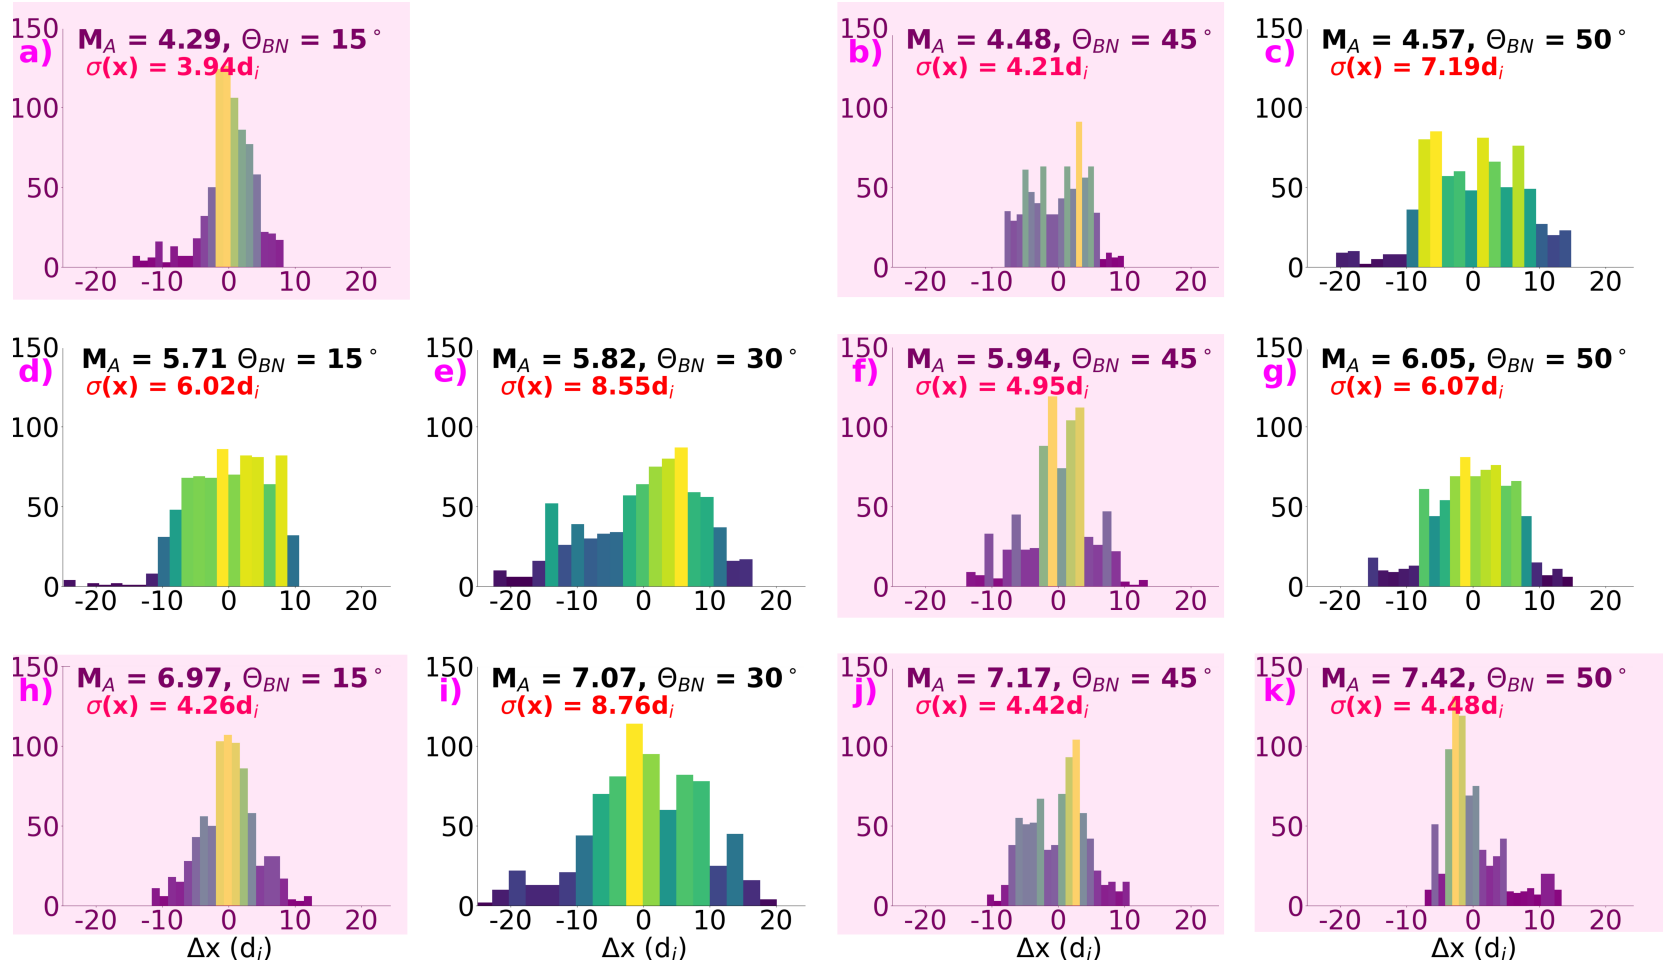 a)
M_A = 4.29, Θ_BN = 15°
σ(x) = 3.94d_i
150
100
50
0
-20 -10 0 10 20
b)
M_A = 4.48, Θ_BN = 45°
σ(x) = 4.21d_i
150
100
50
0
-20 -10 0 10 20
c)
M_A = 4.57, Θ_BN = 50°
σ(x) = 7.19d_i
150
100
50
0
-20 -10 0 10 20
d)
M_A = 5.71 Θ_BN = 15°
σ(x) = 6.02d_i
150
100
50
0
-20 -10 0 10
e)
M_A = 5.82, Θ_BN = 30°
σ(x) = 8.55d_i
150
100
50
0
-20 -10 0 10 20
f)
M_A = 5.94, Θ_BN = 45°
σ(x) = 4.95d_i
150
100
50
0
-20 -10 0 10 20
g)
M_A = 6.05, Θ_BN = 50°
σ(x) = 6.07d_i
150
100
50
0
-20 -10 0 10 20
h)
M_A = 6.97, Θ_BN = 15°
σ(x) = 4.26d_i
150
100
50
0
-20 -10 0 10 20
Δx (d_i)
i)
M_A = 7.07, Θ_BN = 30°
σ(x) = 8.76d_i
150
100
50
0
-20 -10 0 10 20
Δx (d_i)
j)
M_A = 7.17, Θ_BN = 45°
σ(x) = 4.42d_i
150
100
50
0
-20 -10 0 10 20
Δx (d_i)
k)
M_A = 7.42, Θ_BN = 50°
σ(x) = 4.48d_i
150
100
50
0
-20 -10 0 10 20
Δx (d_i)